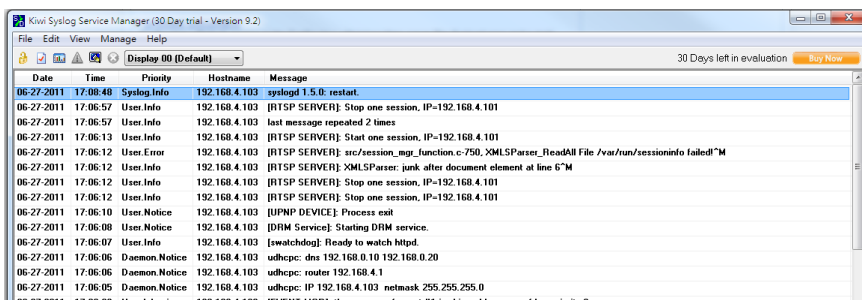 Kiwi Syslog Service Manager (30 Day trial - Version 9.2)
File Edit View Manage Help
Display 00 (Default) 30 Days left in evaluation Buy Now
Date Time Priority Hostname Message
06-27-2011 17:08:48 Syslog.Info 192.168.4.103 syslogd 1.5.0: restart.
06-27-2011 17:06:57 User.Info 192.168.4.103 [RTSP SERVER]: Stop one session, IP=192.168.4.101
06-27-2011 17:06:57 User.Info 192.168.4.103 last message repeated 2 times
06-27-2011 17:06:13 User.Info 192.168.4.103 [RTSP SERVER]: Start one session, IP=192.168.4.101
06-27-2011 17:06:12 User.Error 192.168.4.103 [RTSP SERVER]: src/session_mgr_function.c-750, XMLSParser_ReadAll File /var/run/sessioninfo failed!^M
06-27-2011 17:06:12 User.Info 192.168.4.103 [RTSP SERVER]: XMLSParser: junk after document element at line 6^M
06-27-2011 17:06:12 User.Info 192.168.4.103 [RTSP SERVER]: Stop one session, IP=192.168.4.101
06-27-2011 17:06:12 User.Info 192.168.4.103 [RTSP SERVER]: Stop one session, IP=192.168.4.101
06-27-2011 17:06:10 User.Notice 192.168.4.103 [UPNP DEVICE]: Process exit
06-27-2011 17:06:08 User.Notice 192.168.4.103 [DRM Service]: Starting DRM service.
06-27-2011 17:06:07 User.Info 192.168.4.103 [swatchdog]: Ready to watch httpd.
06-27-2011 17:06:06 Daemon.Notice 192.168.4.103 udhcpc: dns 192.168.0.10 192.168.0.20
06-27-2011 17:06:06 Daemon.Notice 192.168.4.103 udhcpc: router 192.168.4.1
06-27-2011 17:06:05 Daemon.Notice 192.168.4.103 udhcpc: IP 192.168.4.103 netmask 255.255.255.0